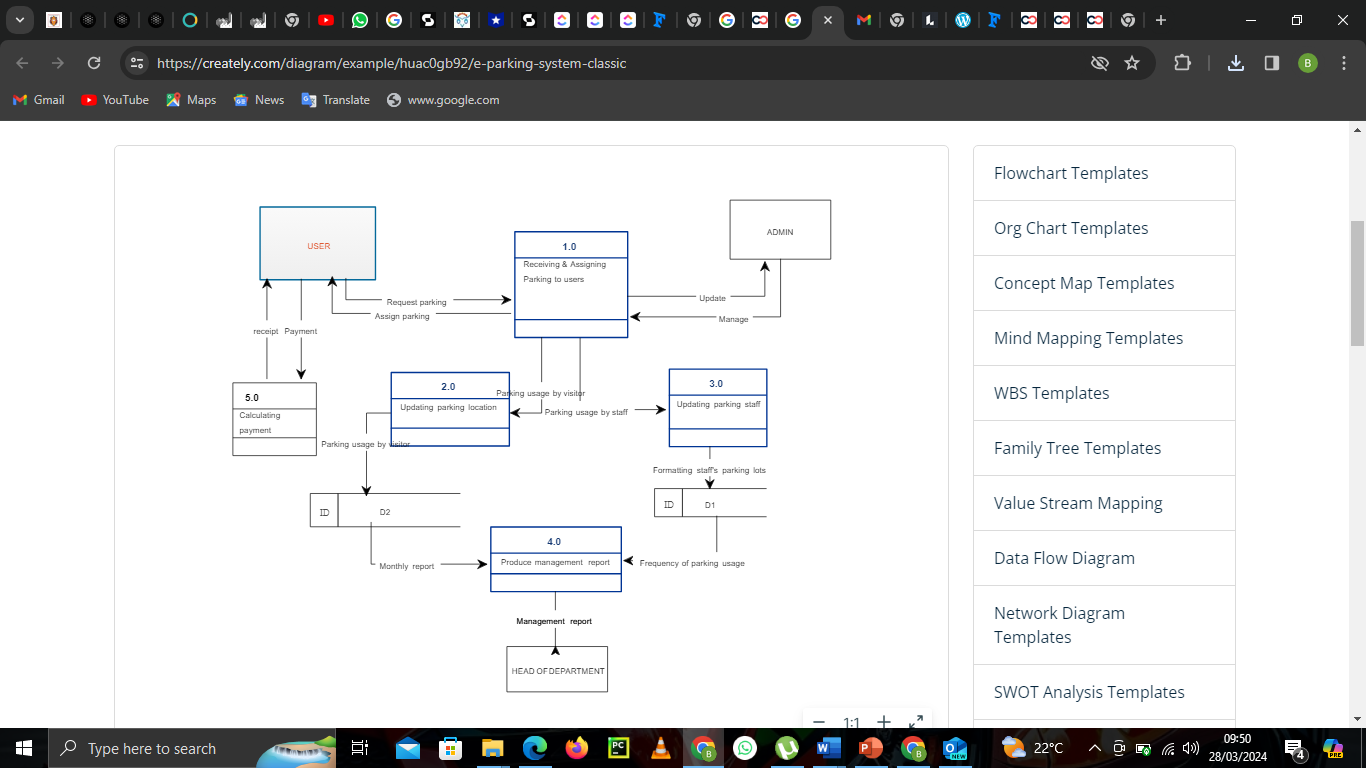 https://creately.com/diagram/example/huac0gb92/e-parking-system-classic
B
Gmail
YouTube
Maps
News
Translate
www.google.com
USER
1.0
Receiving & Assigning
Parking to users
ADMIN
Request parking
Assign parking
Update
Manage
receipt
Payment
5.0
Calculating
payment
2.0
Updating parking location
Parking usage by visitor
Parking usage by staff
3.0
Updating parking staff
Parking usage by visitor
Formatting staff's parking lots
ID
D2
ID
D1
4.0
Produce management report
Monthly report
Frequency of parking usage
Management report
HEAD OF DEPARTMENT
1:1
Flowchart Templates
Org Chart Templates
Concept Map Templates
Mind Mapping Templates
WBS Templates
Family Tree Templates
Value Stream Mapping
Data Flow Diagram
Network Diagram
Templates
SWOT Analysis Templates
Type here to search
22°C
09:50
28/03/2024
4